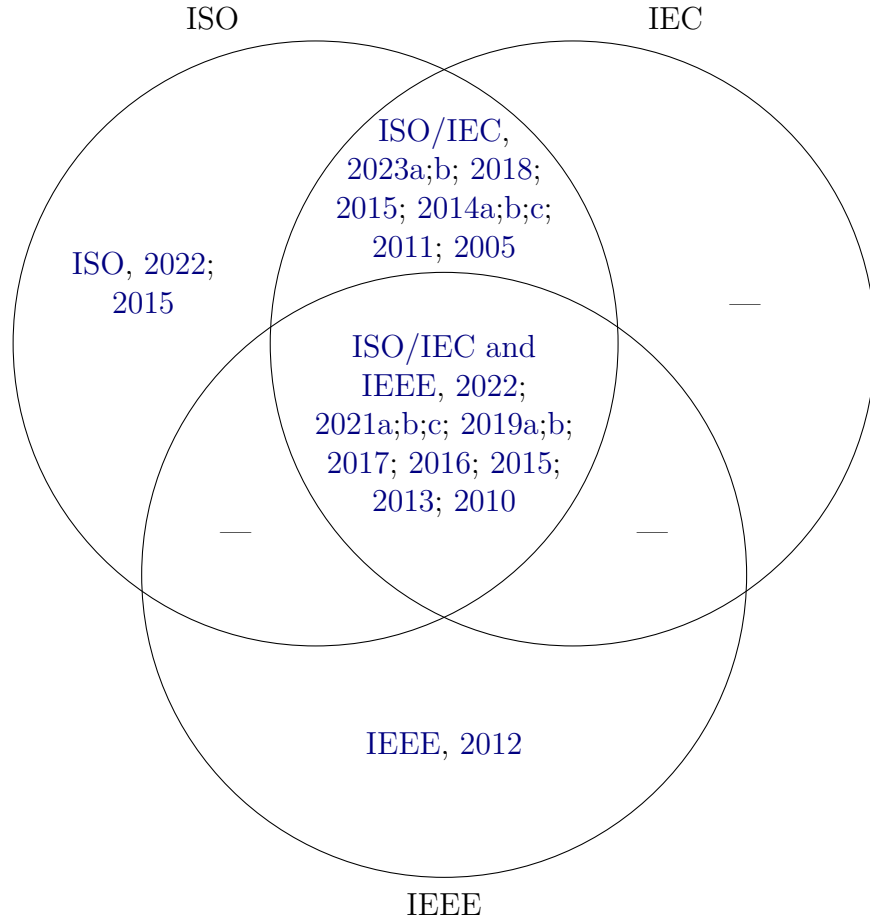 ISO
IEC
ISO/IEC,
2023a;b; 2018;
2015; 2014a;b;c;
2011; 2005
ISO, 2022;
2015
—
ISO/IEC and
IEEE, 2022;
2021a;b;c; 2019a;b;
2017; 2016; 2015;
2013; 2010
—
—
IEEE, 2012
IEEE